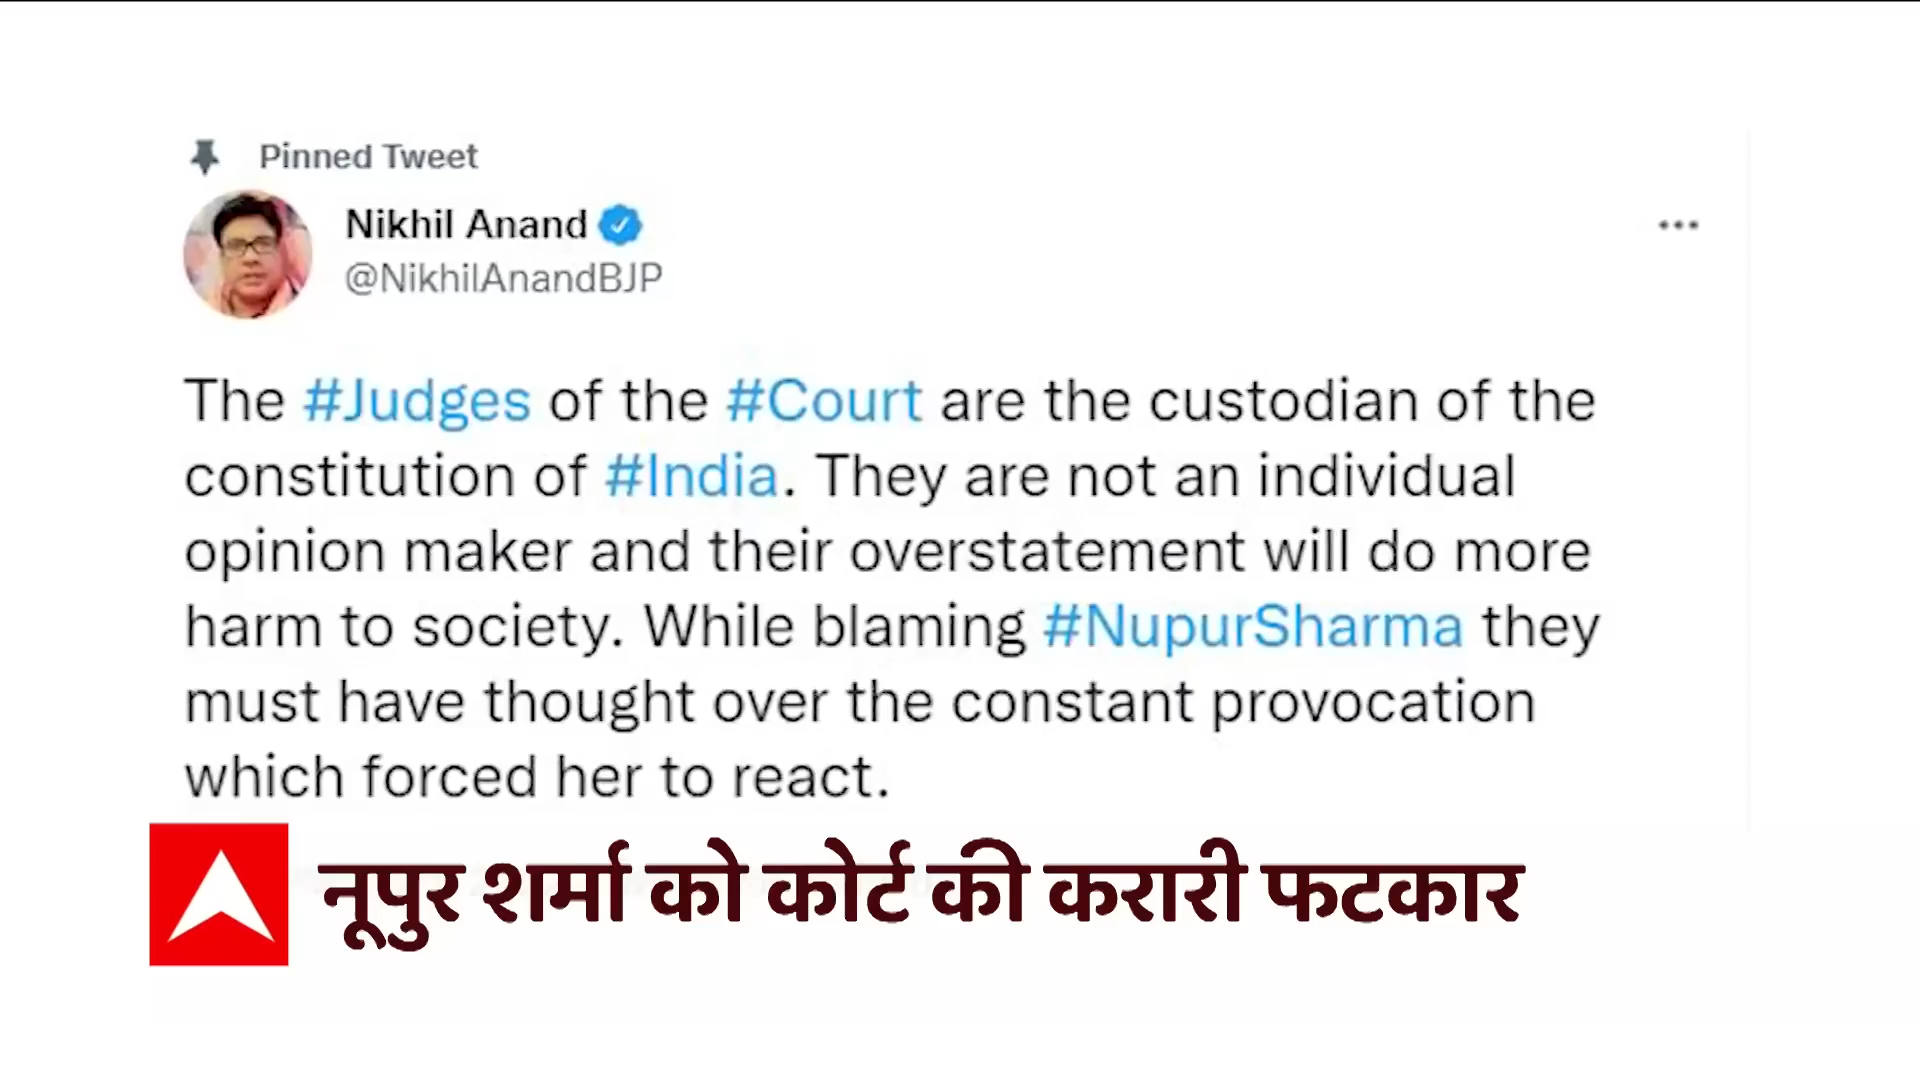 Pinned Tweet
Nikhil Anand
@NikhilAnandBJP
The #Judges of the #Court are the custodian of the
constitution of #India. They are not an individual
opinion maker and their overstatement will do more
harm to society. While blaming #NupurSharma they
must have thought over the constant provocation
which forced her to react.
नूपुर शर्मा को कोर्ट की करारी फटकार